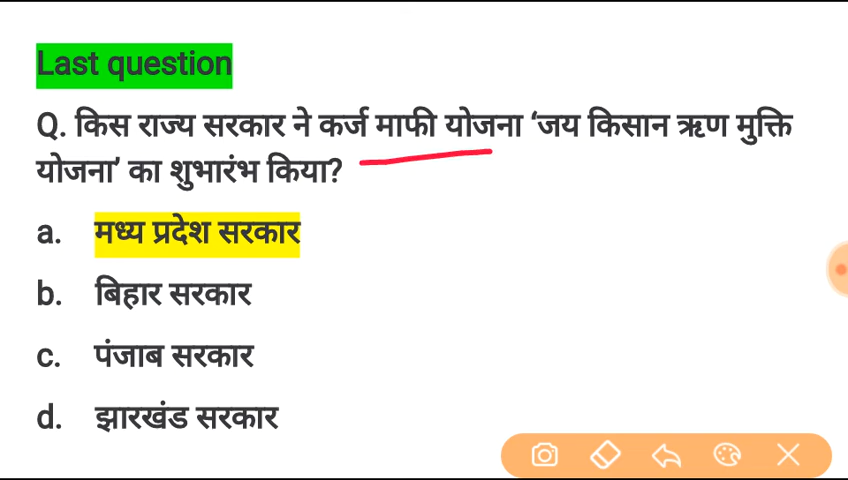 Last question
Q. किस राज्य सरकार ने कर्ज माफी योजना ‘जय किसान ऋण मुक्ति
योजना’ का शुभारंभ किया?
a. मध्य प्रदेश सरकार
b. बिहार सरकार
c. पंजाब सरकार
d. झारखंड सरकार